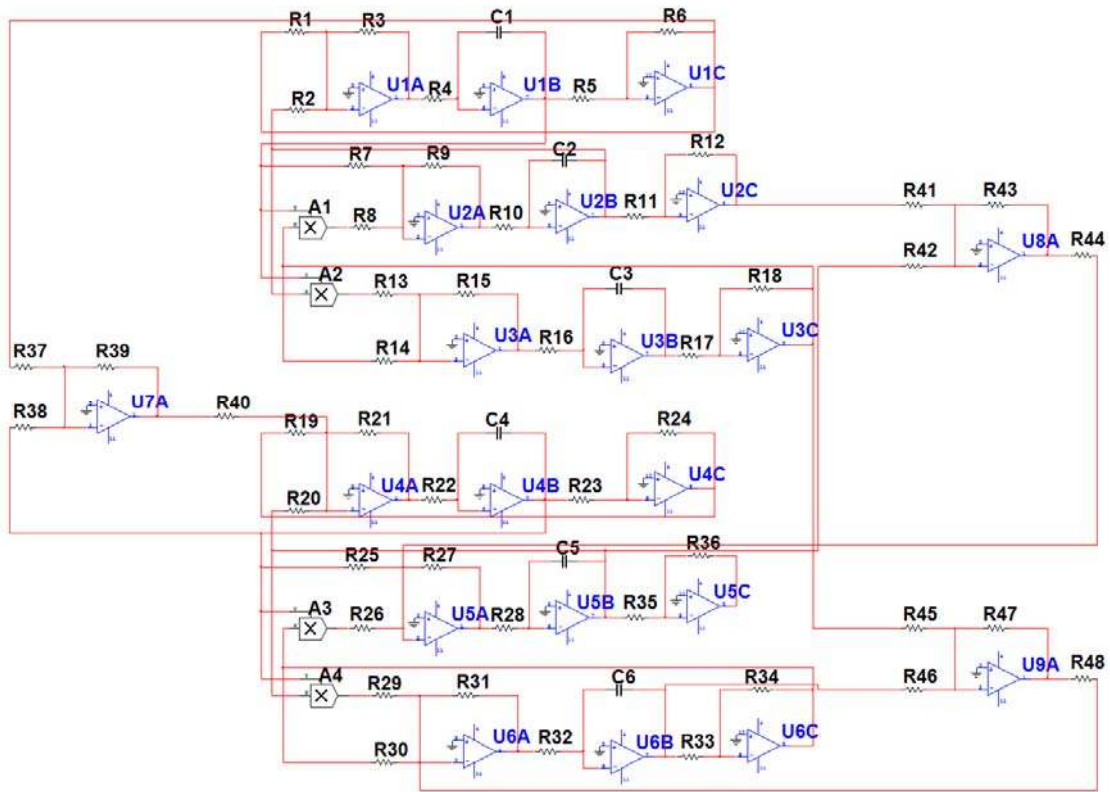 R1 R3 C1 R6
U1A U1B U1C
R4 R5
R2
R7 R9 C2 R12
A1 R8 U2A R10 U2B R11 U2C R41 R43
U8A R44
R42
A2 R13 R15 C3 R18
R14 U3A R16 U3B R17 U3C
R37 R39
R38 U7A R40
R19 R21 C4 R24
U4A R22 U4B R23 U4C
R20
R25 R27 C5 R36
A3 R26 U5A R28 U5B R35 U5C R45 R47
U9A R48
R46
A4 R29 R31 C6 R34
R30 U6A R32 U6B R33 U6C